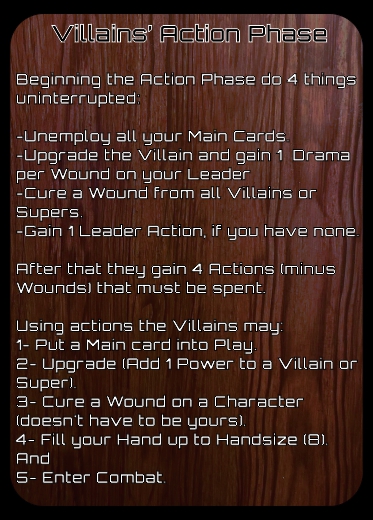 Villains' Action Phase
Beginning the Action Phase do 4 things
uninterrupted:
-Unemploy all your Main Cards.
-Upgrade the Villain and gain 1 Drama
per Wound on your Leader
-Cure a Wound from all Villains or
Supers.
-Gain 1 Leader Action, if you have none.
After that they gain 4 Actions (minus
Wounds) that must be spent.
Using actions the Villains may:
1- Put a Main card into Play.
2- Upgrade (Add 1 Power to a Villain or
Super).
3- Cure a Wound on a Character
(doesn't have to be yours).
4- Fill your Hand up to Handsize (8).
And
5- Enter Combat.